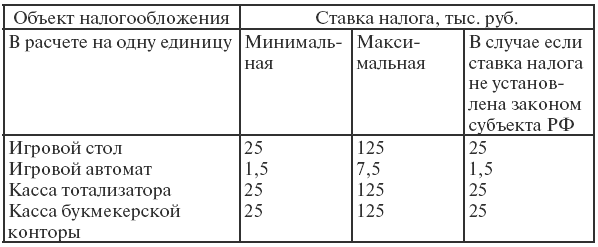 Объект налогообложения Ставка налога, тыс. руб.
В расчете на одну единицу Минималь- Макси- В случае если
ная мальная ставка налога
не установ-
лена законом
субъекта РФ
Игровой стол 25 125 25
Игровой автомат 1,5 7,5 1,5
Касса тотализатора 25 125 25
Касса букмекерской 25 125 25
конторы